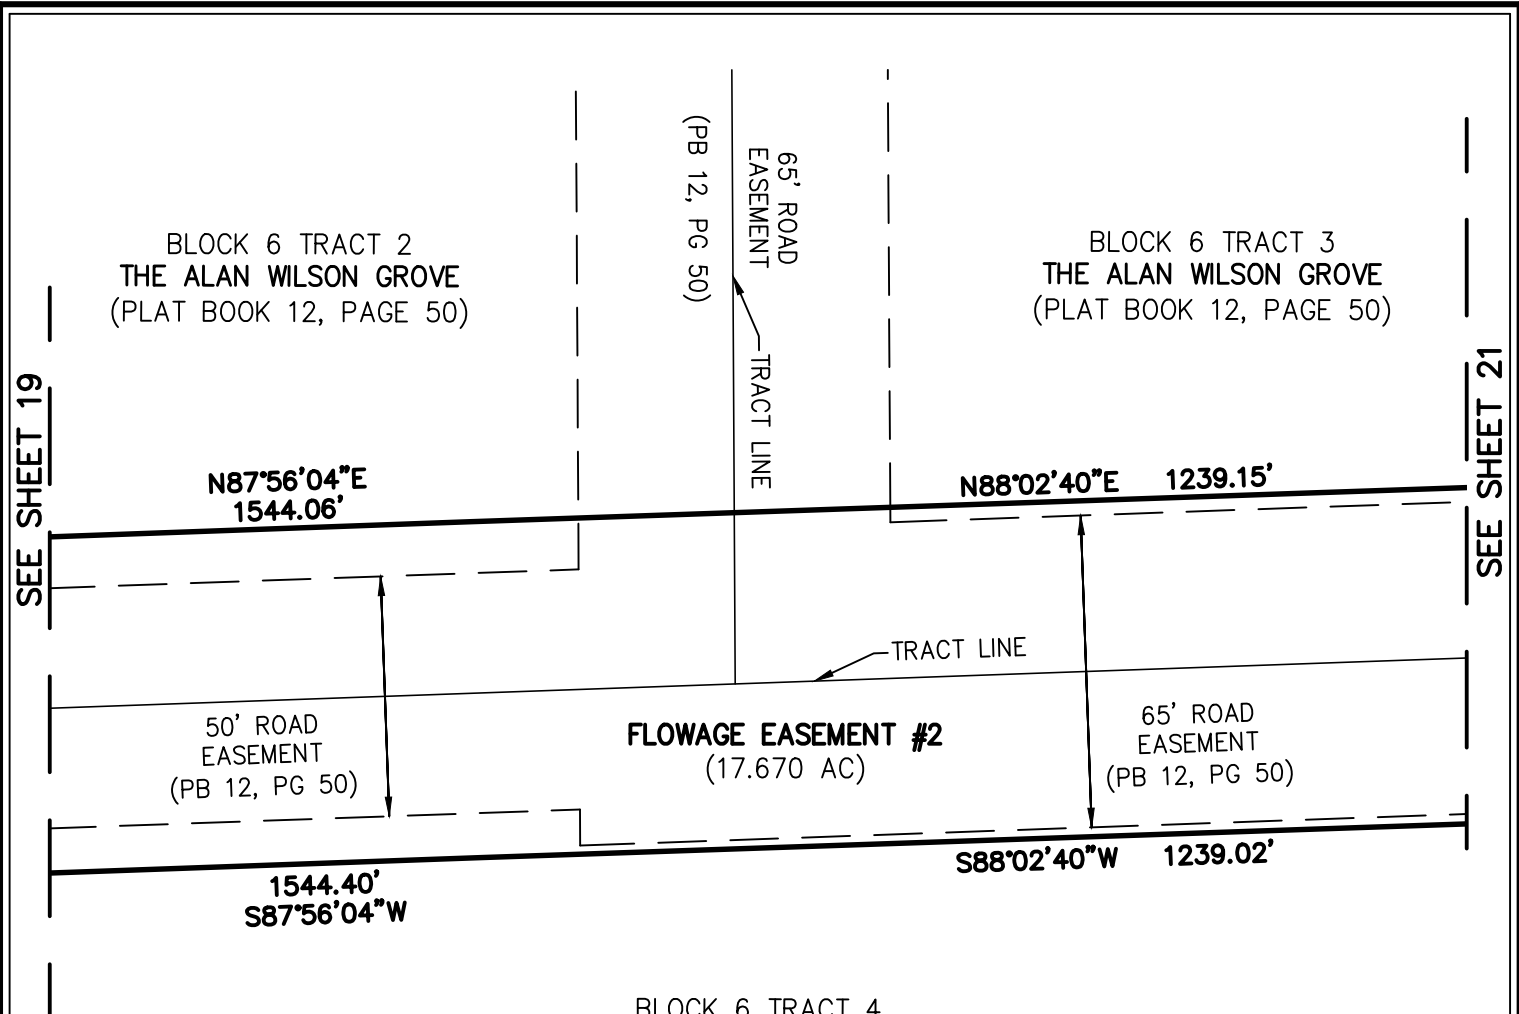 65' ROAD
EASEMENT
(PB 12, PG 50)
BLOCK 6 TRACT 2
THE ALAN WILSON GROVE
(PLAT BOOK 12, PAGE 50)
BLOCK 6 TRACT 3
THE ALAN WILSON GROVE
(PLAT BOOK 12, PAGE 50)
TRACT LINE
SEE SHEET 19
SEE SHEET 21
N87°56'04"E
1544.06'
N88°02'40"E 1239.15'
TRACT LINE
50' ROAD
EASEMENT
(PB 12, PG 50)
FLOWAGE EASEMENT #2
(17.670 AC)
65' ROAD
EASEMENT
(PB 12, PG 50)
1544.40'
S87°56'04"W
S88°02'40"W 1239.02'
BLOCK 6 TRACT 4